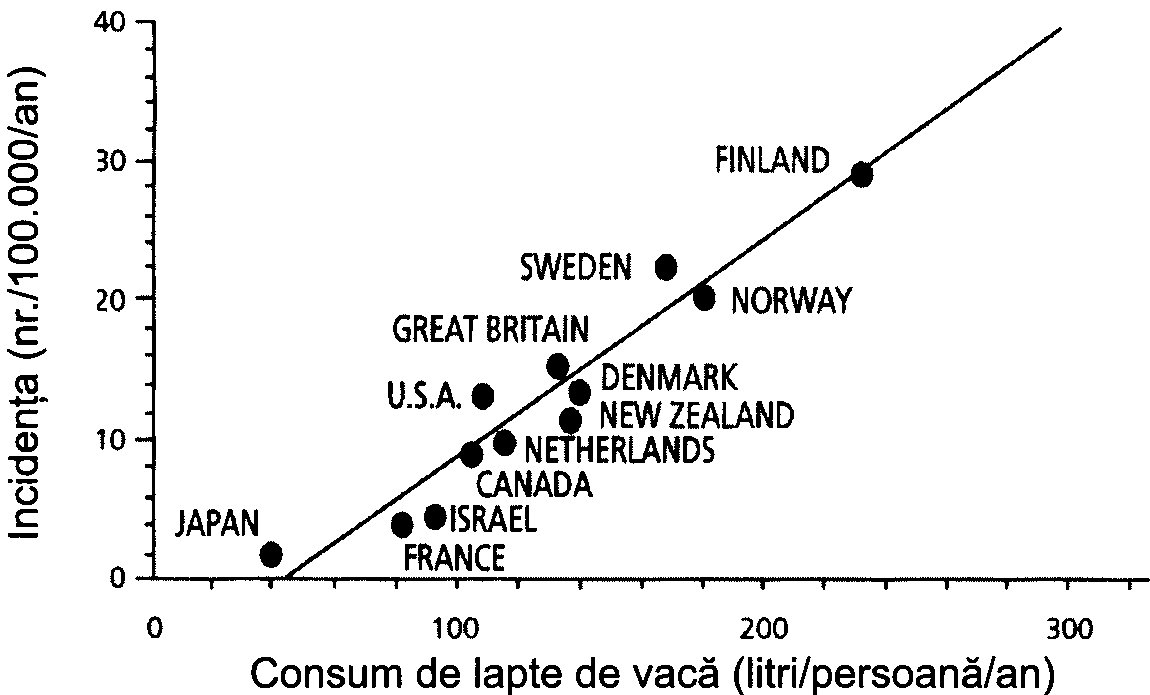 40
30
20
10
0
Incidența (nr./100.000/an)
FINLAND
SWEDEN
NORWAY
GREAT BRITAIN
DENMARK
U.S.A.
NEW ZEALAND
NETHERLANDS
CANADA
JAPAN
ISRAEL
FRANCE
0 100 200 300
Consum de lapte de vacă (litri/persoană/an)